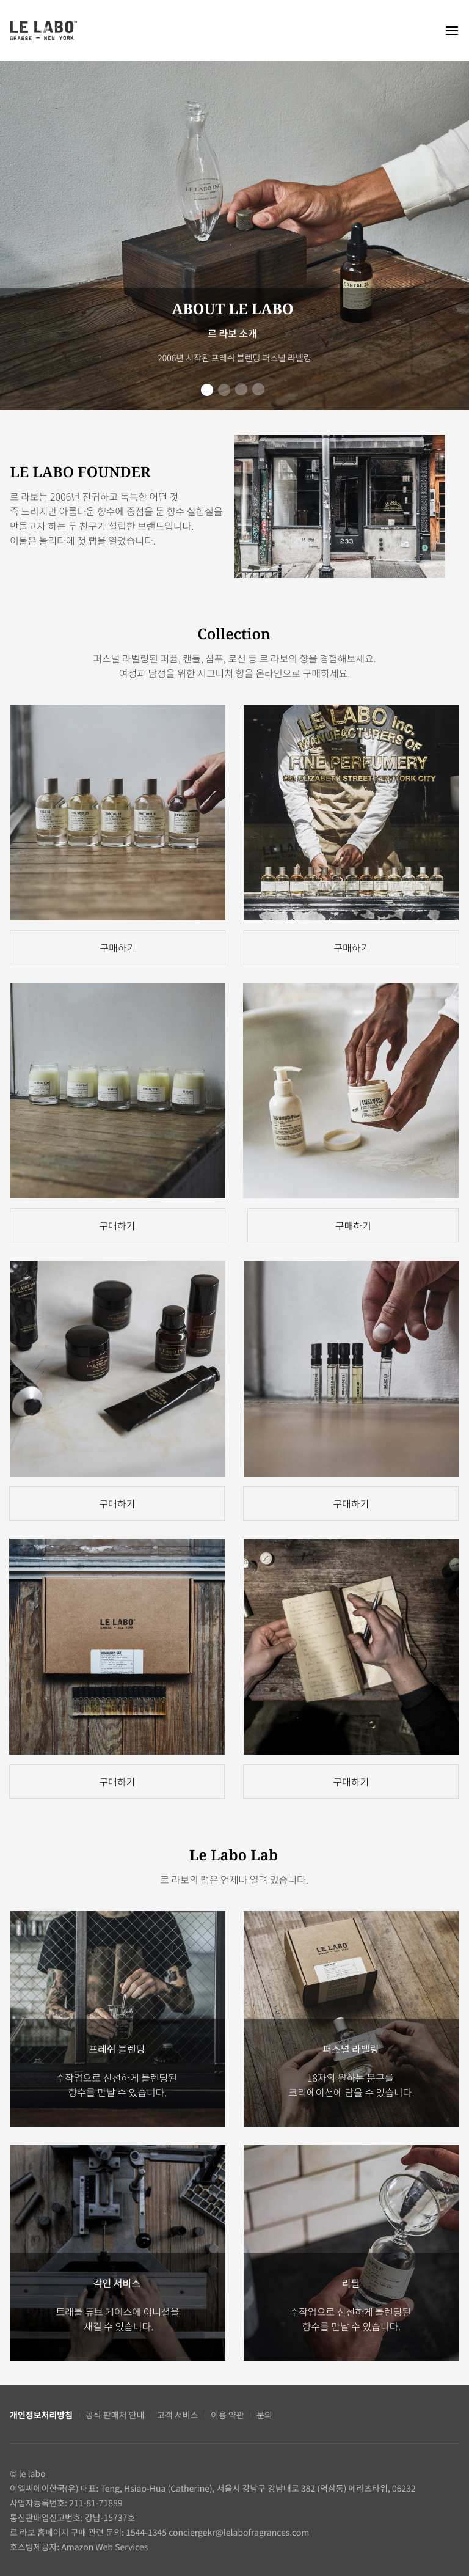 LE LABO
GRASSE — NEW YORK
SANTAL 26
ABOUT LE LABO
르 라보 소개
2006년 시작된 프레쉬 블렌딩 퍼스널 라벨링
LE LABO FOUNDER
르 라보는 2006년 진귀하고 독특한 어떤 것
즉 느리지만 아름다운 향수에 중점을 둔 향수 실험실을
만들고자 하는 두 친구가 설립한 브랜드입니다.
이들은 놀리타에 첫 랩을 열었습니다.
233
Collection
퍼스널 라벨링된 퍼퓸, 캔들, 샴푸, 로션 등 르 라보의 향을 경험해보세요.
여성과 남성을 위한 시그니처 향을 온라인으로 구매하세요.
LE LABO Inc.
MANUFACTURERS OF
FINE PERFUMERY
ELIZABETH STREET, NEW YORK CITY
구매하기
구매하기
구매하기
구매하기
구매하기
구매하기
LE LABO
구매하기
구매하기
Le Labo Lab
르 라보의 랩은 언제나 열려 있습니다.
프레쉬 블렌딩
수작업으로 신선하게 블렌딩된
향수를 만날 수 있습니다.
LE LABO
퍼스널 라벨링
18자의 원하는 문구를
크리에이션에 담을 수 있습니다.
각인 서비스
트래블 튜브 케이스에 이니셜을
새길 수 있습니다.
리필
수작업으로 신선하게 블렌딩된
향수를 만날 수 있습니다.
개인정보처리방침 공식 판매처 안내 고객 서비스 이용 약관 문의
© le labo
이엘씨에이한국(유) 대표: Teng, Hsiao-Hua (Catherine), 서울시 강남구 강남대로 382 (역삼동) 메리츠타워, 06232
사업자등록번호: 211-81-71889
통신판매업신고번호: 강남-15737호
르 라보 홈페이지 구매 관련 문의: 1544-1345 conciergekr@lelabofragrances.com
호스팅제공자: Amazon Web Services